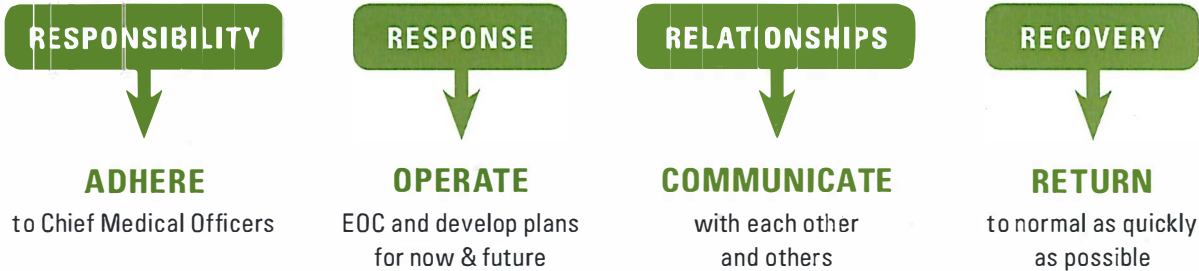 RESPONSIBILITY
ADHERE
to Chief Medical Officers
RESPONSE
OPERATE
EOC and develop plans
for now & future
RELATIONSHIPS
COMMUNICATE
with each other
and others
RECOVERY
RETURN
to normal as quickly
as possible